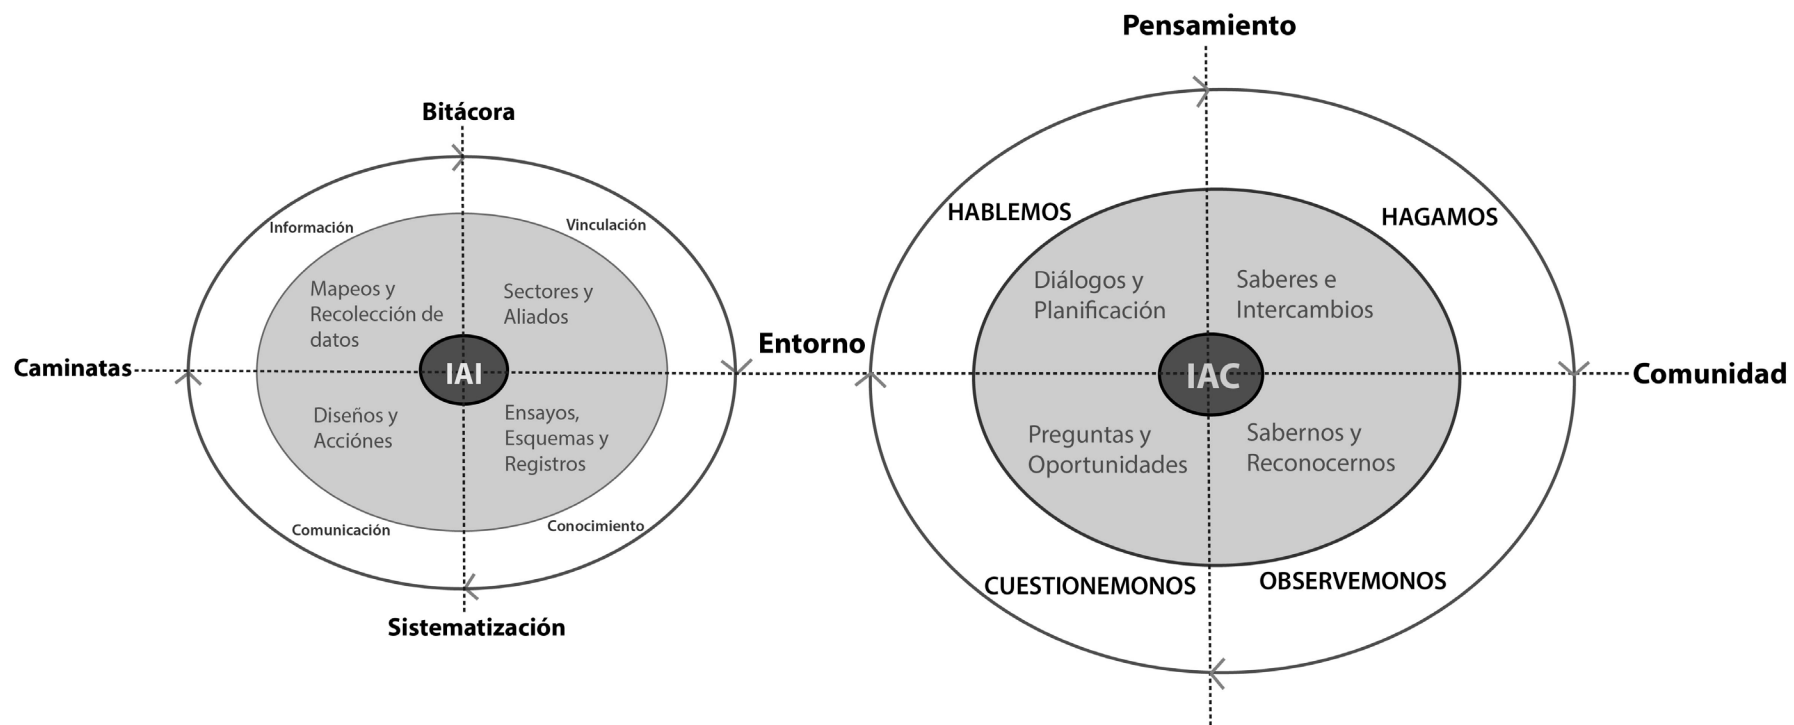 Bitácora
Información
Vinculación
Mapeos y
Recolección de
datos
Sectores y
Aliados
Caminatas
IAI
Entorno
Diseños y
Acciónes
Ensayos,
Esquemas y
Registros
Comunicación
Conocimiento
Sistematización
Pensamiento
HABLEMOS
HAGAMOS
Diálogos y
Planificación
Saberes e
Intercambios
IAC
Comunidad
Preguntas y
Oportunidades
Sabernos y
Reconocernos
CUESTIONEMONOS
OBSERVEMONOS